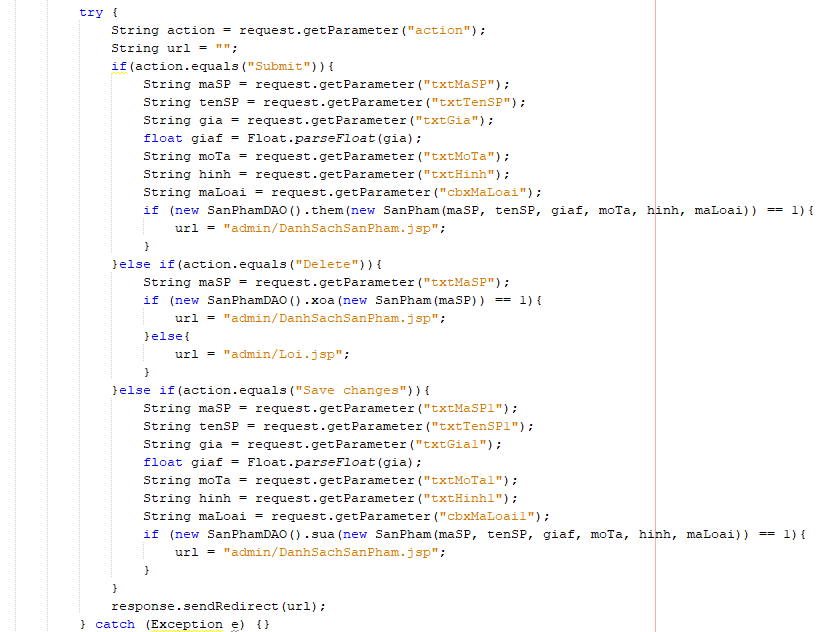 try {
String action = request.getParameter("action");
String url = "";
if(action.equals("Submit")){
String maSP = request.getParameter("txtMaSP");
String tenSP = request.getParameter("txtTenSP");
String gia = request.getParameter("txtGia");
float giaf = Float.parseFloat(gia);
String moTa = request.getParameter("txtMoTa");
String hinh = request.getParameter("txtHinh");
String maLoai = request.getParameter("cbxMaLoai");
if (new SanPhamDAO().them(new SanPham(maSP, tenSP, giaf, moTa, hinh, maLoai)) == 1){
url = "admin/DanhSachSanPham.jsp";
}
}else if(action.equals("Delete")){
String maSP = request.getParameter("txtMaSP");
if (new SanPhamDAO().xoa(new SanPham(maSP)) == 1){
url = "admin/DanhSachSanPham.jsp";
}else{
url = "admin/Loi.jsp";
}
}else if(action.equals("Save changes")){
String maSP = request.getParameter("txtMaSP1");
String tenSP = request.getParameter("txtTenSP1");
String gia = request.getParameter("txtGia1");
float giaf = Float.parseFloat(gia);
String moTa = request.getParameter("txtMoTa1");
String hinh = request.getParameter("txtHinh1");
String maLoai = request.getParameter("cbxMaLoai1");
if (new SanPhamDAO().sua(new SanPham(maSP, tenSP, giaf, moTa, hinh, maLoai)) == 1){
url = "admin/DanhSachSanPham.jsp";
}
}
response.sendRedirect(url);
} catch (Exception e) {}